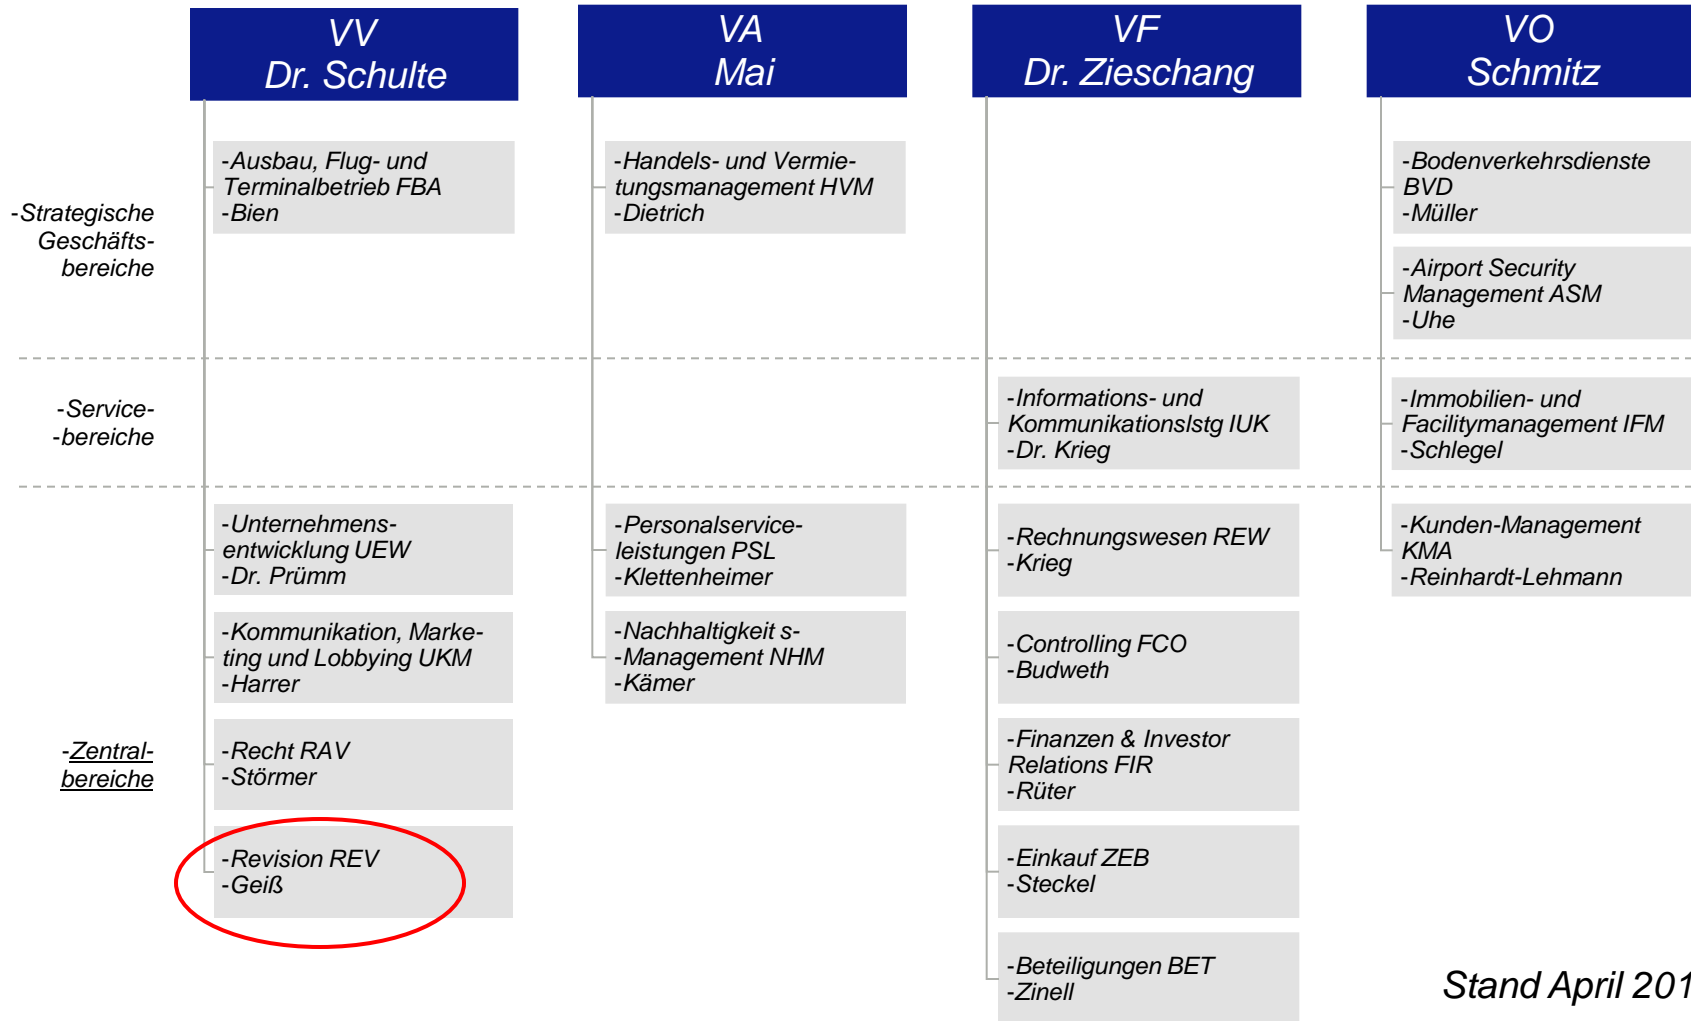 VV
Dr. Schulte
VA
Mai
VF
Dr. Zieschang
VO
Schmitz
-Strategische
Geschäfts-
bereiche
-Ausbau, Flug- und
Terminalbetrieb FBA
-Bien
-Handels- und Vermie-
tungsmanagement HVM
-Dietrich
-Bodenverkehrsdienste
BVD
-Müller
-Airport Security
Management ASM
-Uhe
-Service-
-bereiche
-Informations- und
Kommunikationslstg IUK
-Dr. Krieg
-Immobilien- und
Facilitymanagement IFM
-Schlegel
-Zentral-
bereiche
-Unternehmens-
entwicklung UEW
-Dr. Prümm
-Kommunikation, Marke-
ting und Lobbying UKM
-Harrer
-Recht RAV
-Störmer
-Revision REV
-Geiß
-Personalservice-
leistungen PSL
-Klettenheimer
-Nachhaltigkeit s-
-Management NHM
-Kämer
-Rechnungswesen REW
-Krieg
-Controlling FCO
-Budweth
-Finanzen & Investor
Relations FIR
-Rüter
-Einkauf ZEB
-Steckel
-Beteiligungen BET
-Zinell
-Kunden-Management
KMA
-Reinhardt-Lehmann
Stand April 201